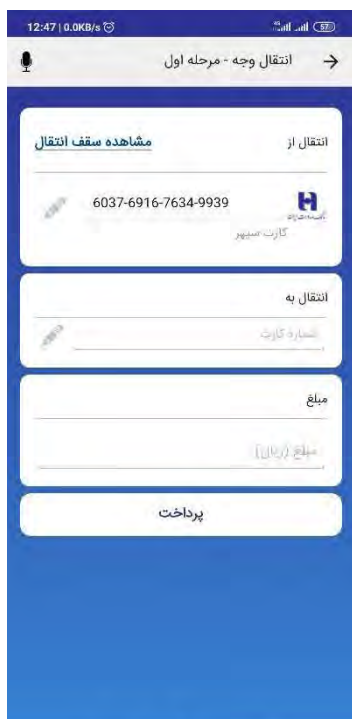 12:47 | 0.0KB/s
57
انتقال وجه - مرحله اول
انتقال از
مشاهده سقف انتقال
6037-6916-7634-9939
کارت سپهر
انتقال به
شماره کارت
مبلغ
مبلغ (ریال)
پرداخت